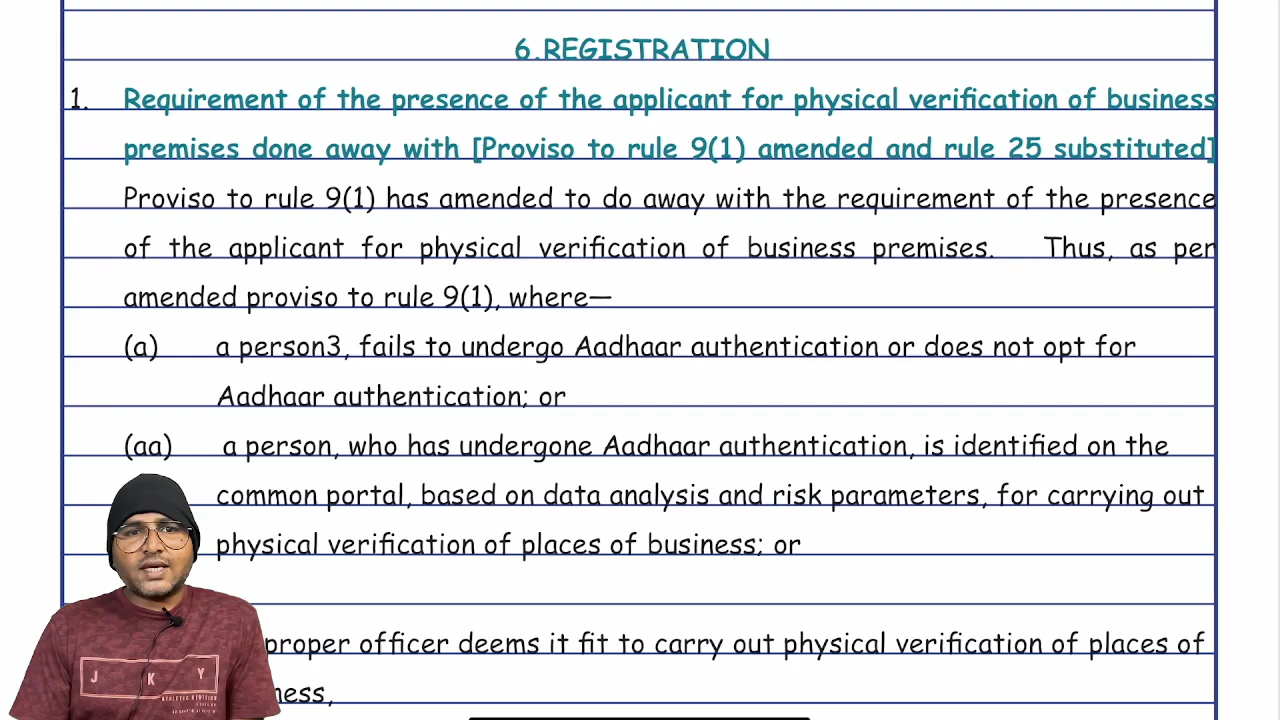 6.REGISTRATION
1. Requirement of the presence of the applicant for physical verification of business
premises done away with [Proviso to rule 9(1) amended and rule 25 substituted]
Proviso to rule 9(1) has amended to do away with the requirement of the presence
of the applicant for physical verification of business premises. Thus, as per
amended proviso to rule 9(1), where—
(a) a person3, fails to undergo Aadhaar authentication or does not opt for
Aadhaar authentication; or
(aa) a person, who has undergone Aadhaar authentication, is identified on the
common portal, based on data analysis and risk parameters, for carrying out
physical verification of places of business; or
proper officer deems it fit to carry out physical verification of places of
J K Y